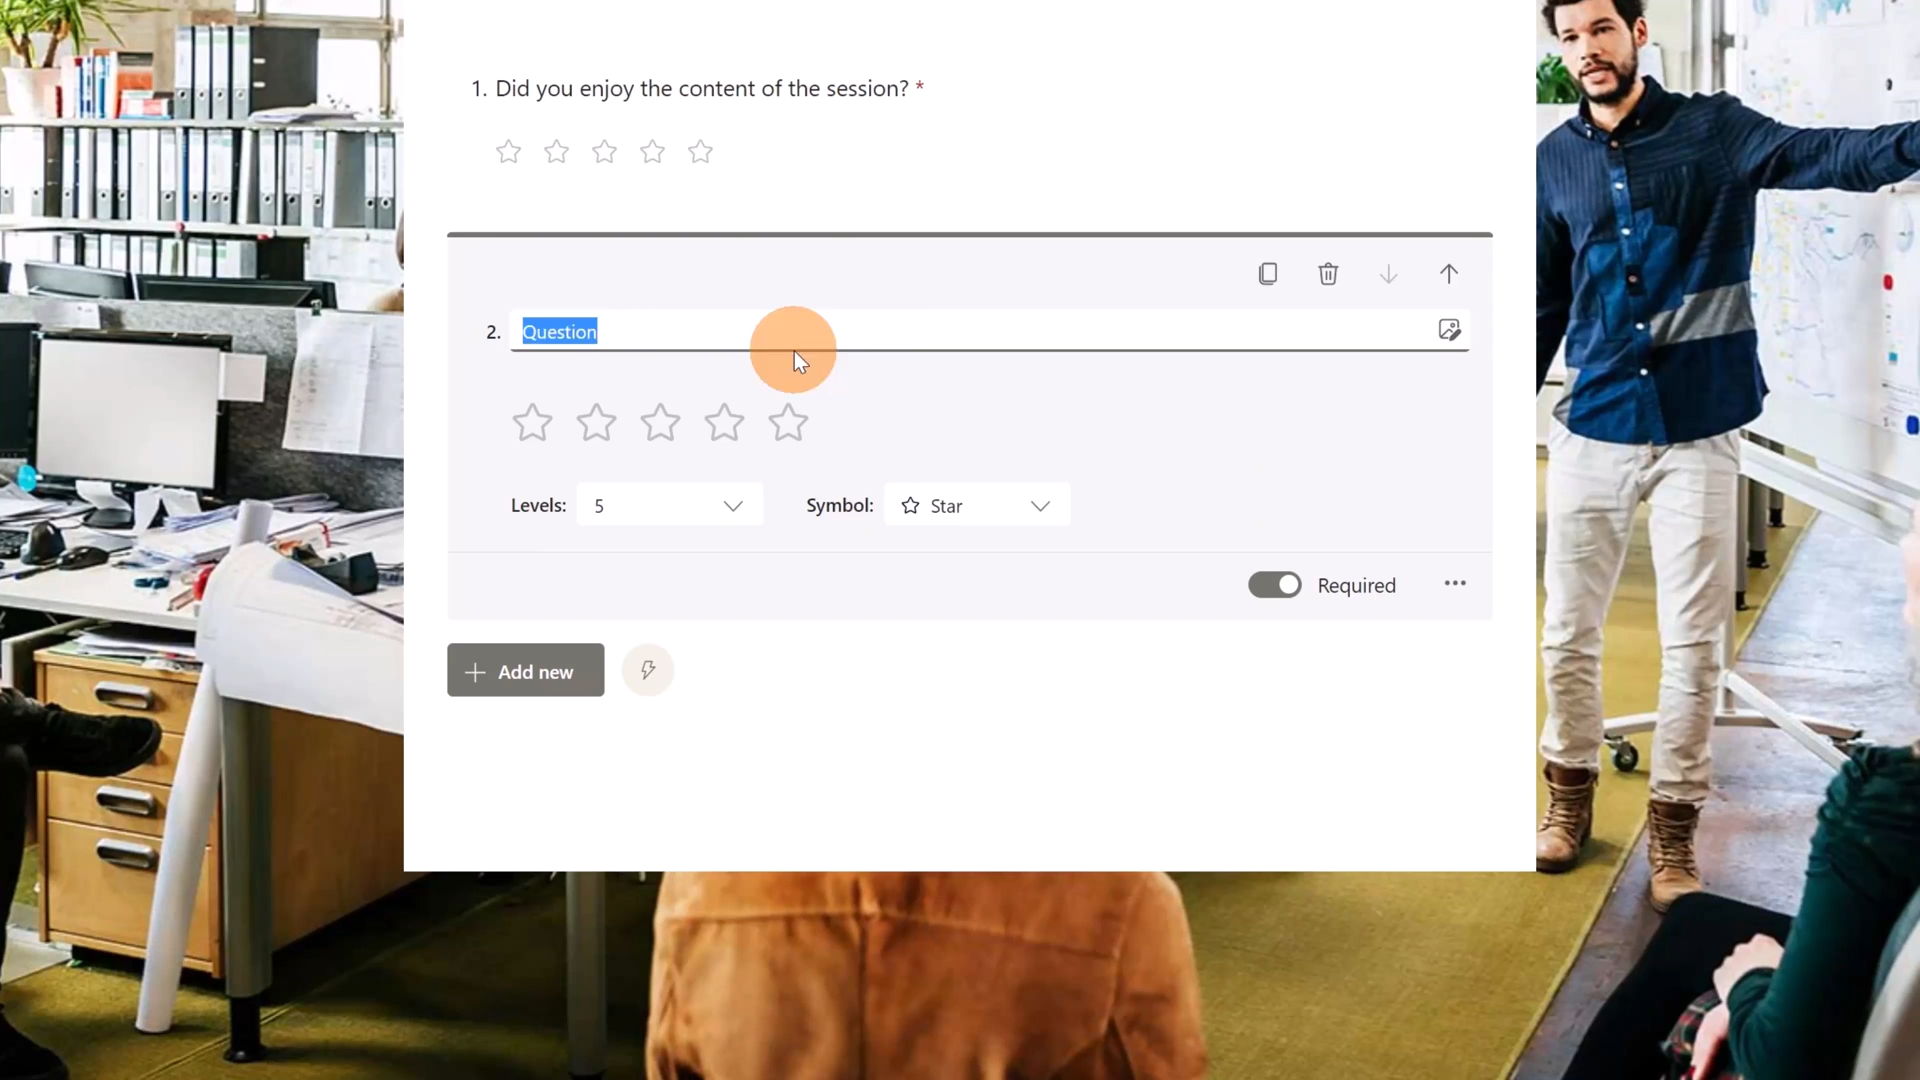 1. Did you enjoy the content of the session? *
2. Question
Levels: 5 Symbol: Star
Required
Add new